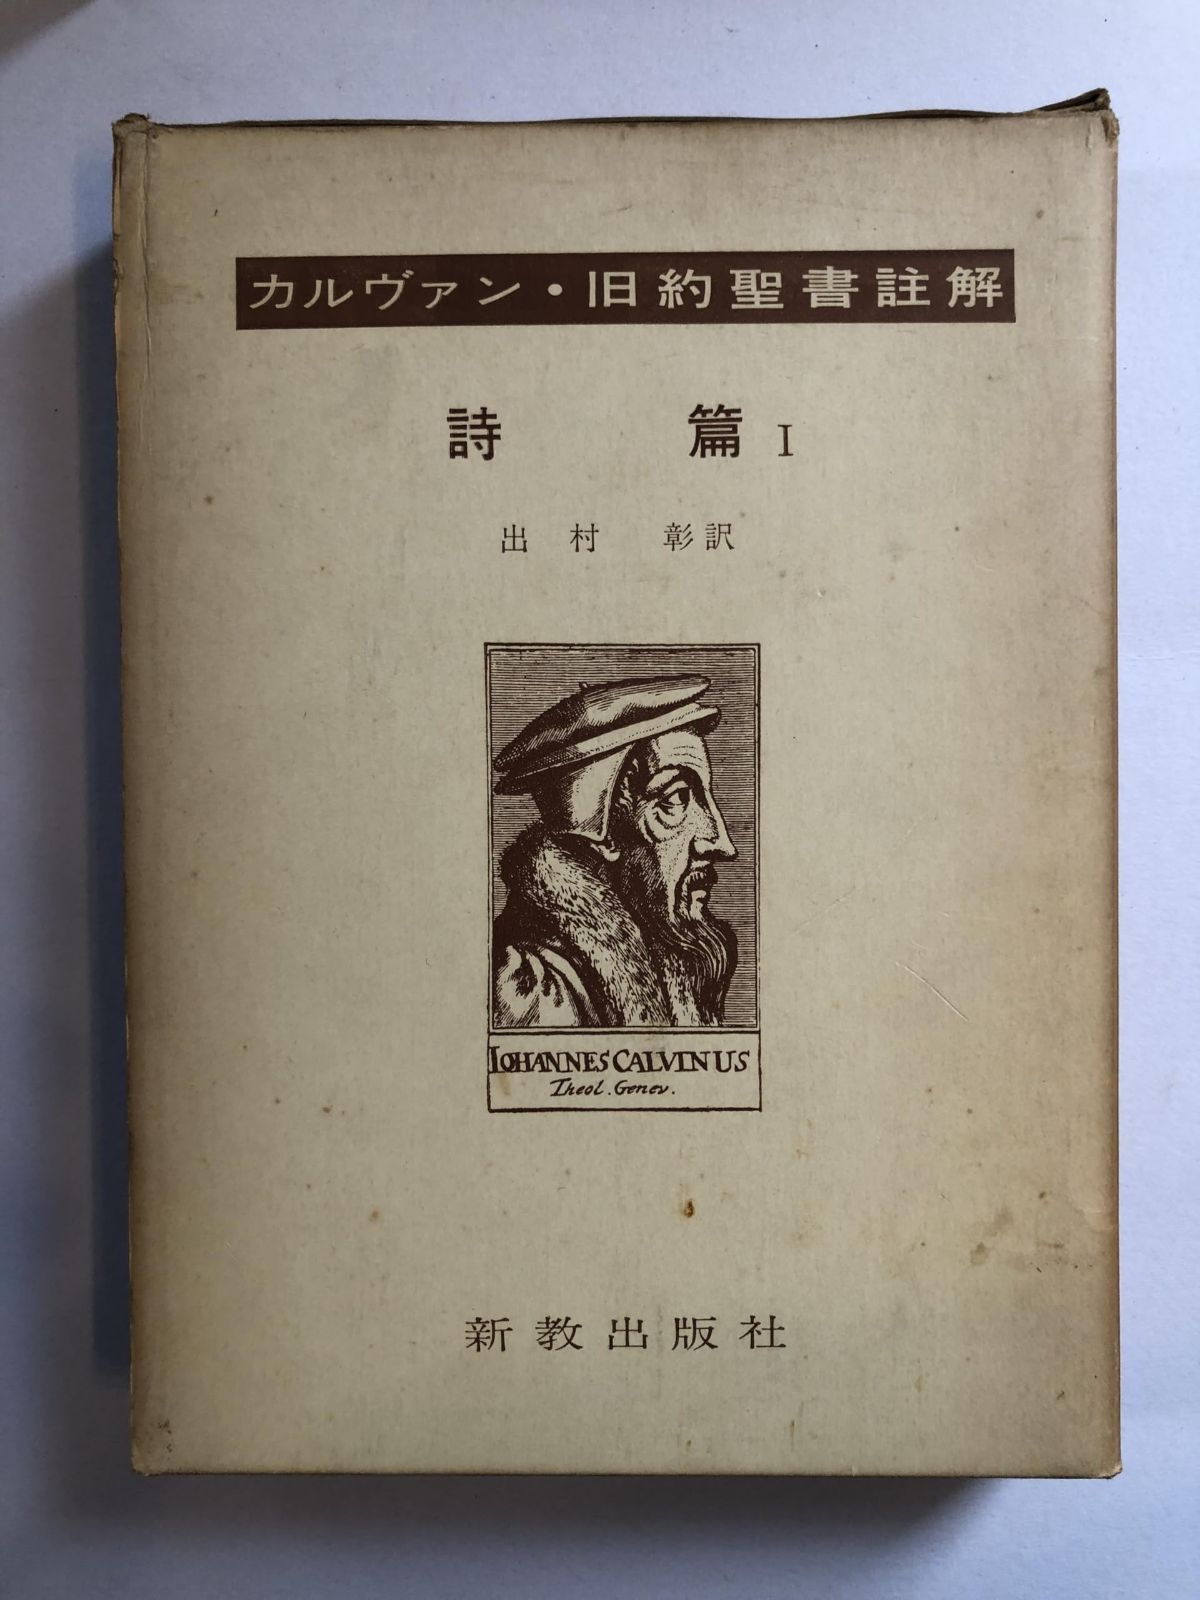 カルヴァン・旧約聖書註解
詩 篇 I
出村 彰訳
IOHANNES CALVINUS
Theol. Genev.
新教出版社